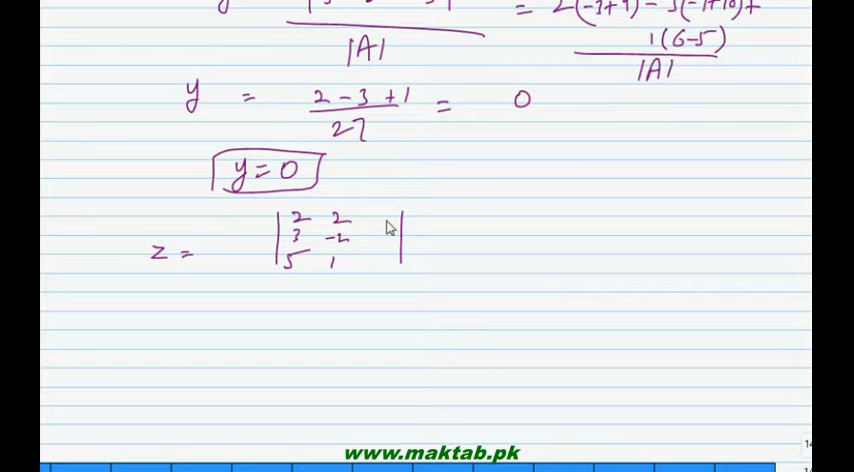 = 2(-3+4) - 3(-1+10)+
|A|
1(6-5)
|A|
y = 2 - 3 + 1 / 27 = 0
y = 0
z = | 2 2 |
3 -2
5 1
www.maktab.pk